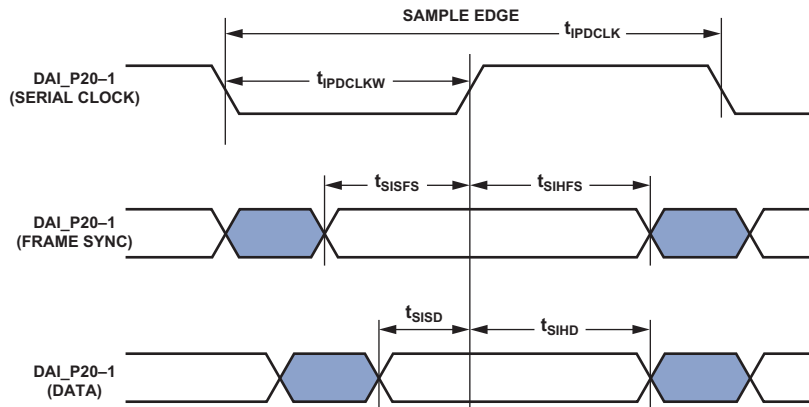 SAMPLE EDGE
tIPDCLK
DAI_P20–1
(SERIAL CLOCK)
tIPDCLKW
DAI_P20–1
(FRAME SYNC)
tSISFS
tSIHFS
DAI_P20–1
(DATA)
tSISD
tSIHD